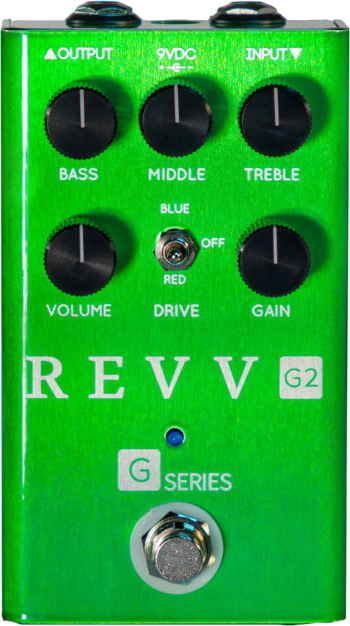 ▲OUTPUT 9VDC INPUT▼
BASS MIDDLE TREBLE
BLUE
OFF
RED
VOLUME DRIVE GAIN
REVV G2
G SERIES